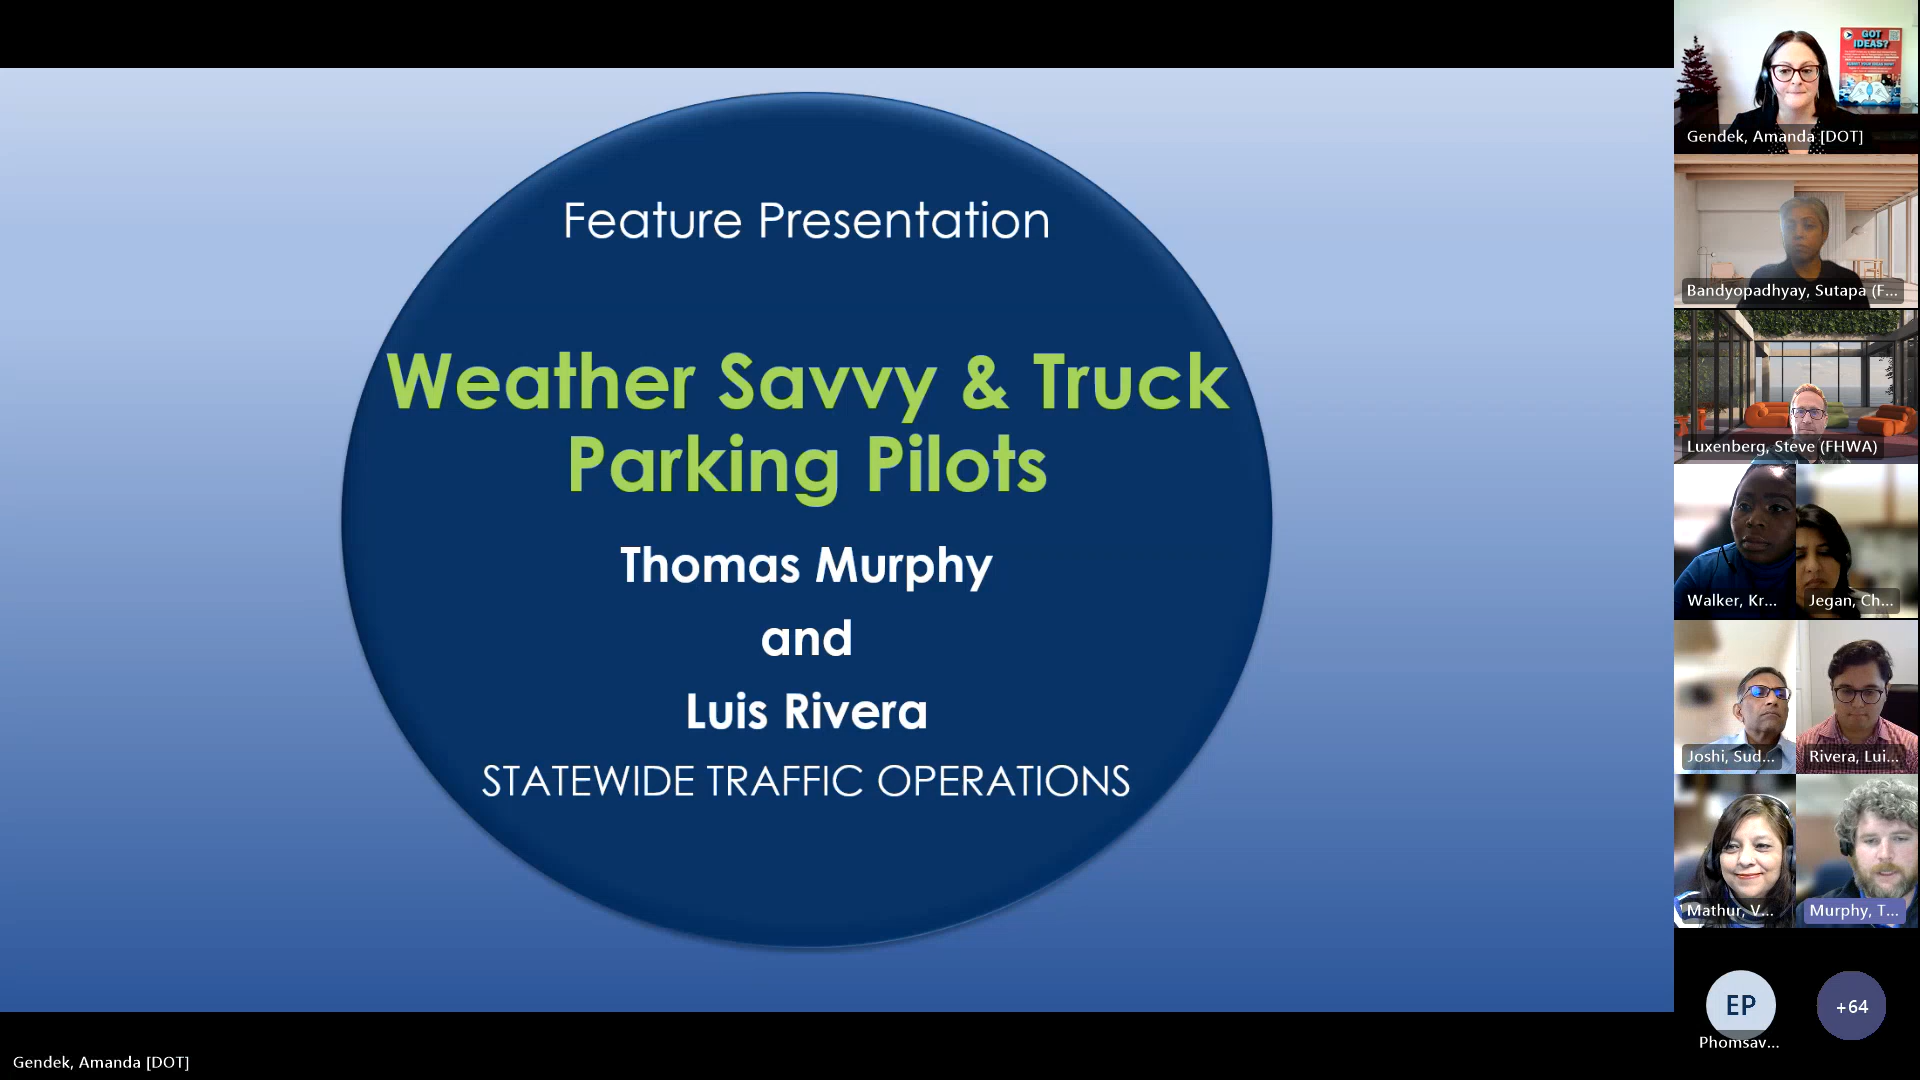 Feature Presentation
Weather Savvy & Truck
Parking Pilots
Thomas Murphy
and
Luis Rivera
STATEWIDE TRAFFIC OPERATIONS
GOT
IDEAS?
Gendek, Amanda [DOT]
Bandyopadhyay, Sutapa (F...
Luxenberg, Steve (FHWA)
Walker, Kr...
Jegan, Ch...
Joshi, Sud...
Rivera, Lui...
Mathur, V...
Murphy, T...
EP
Phomsav...
+64
Gendek, Amanda [DOT]